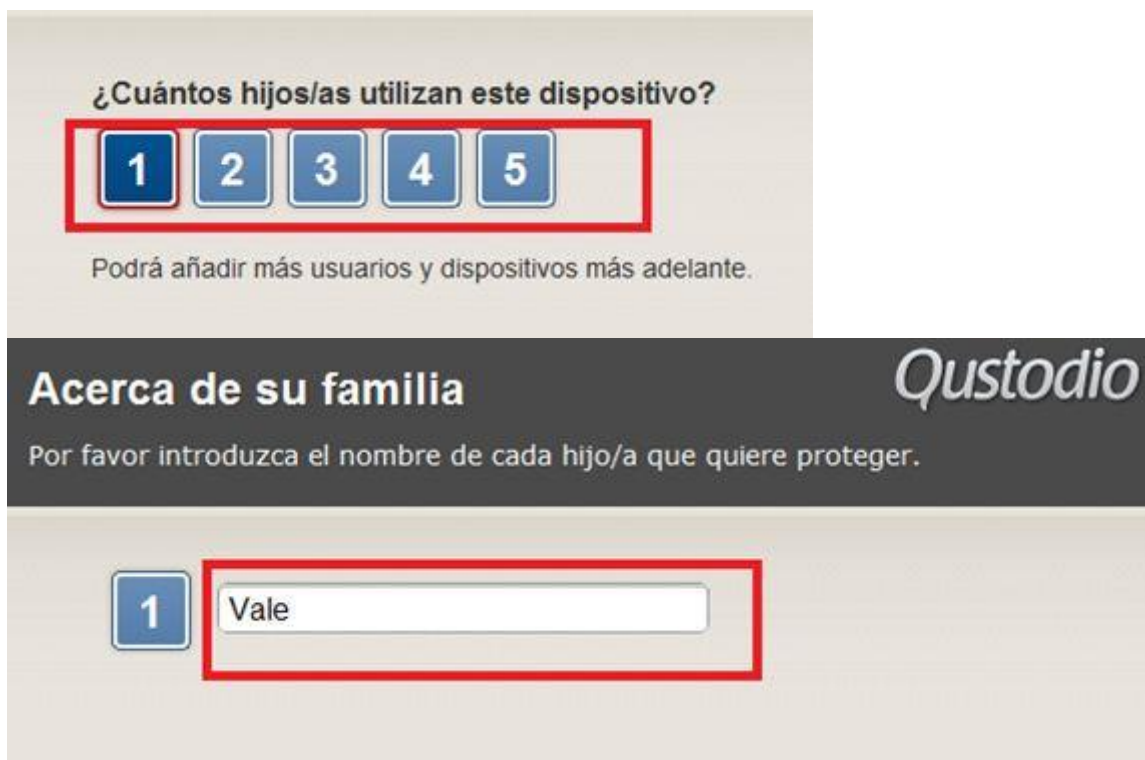 ¿Cuántos hijos/as utilizan este dispositivo?
1 2 3 4 5
Podrá añadir más usuarios y dispositivos más adelante.
Acerca de su familia
Qustodio
Por favor introduzca el nombre de cada hijo/a que quiere proteger.
1 Vale